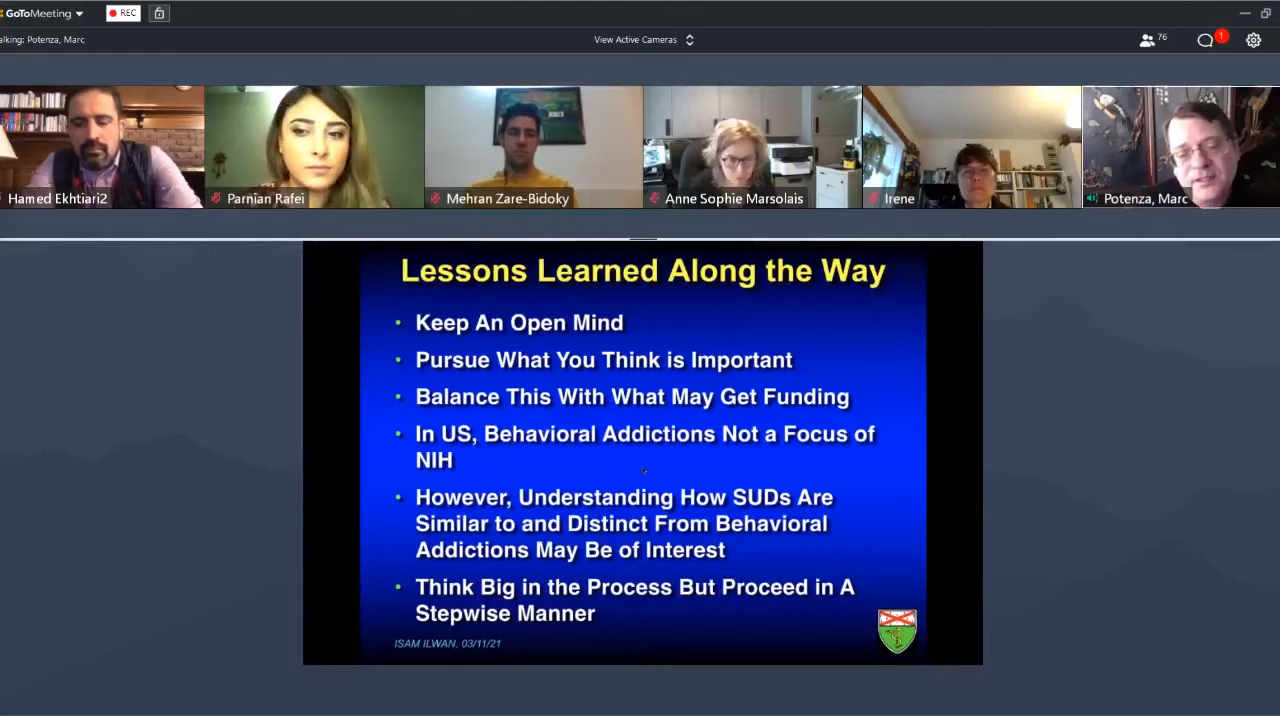 GoToMeeting
REC
alking: Potenza, Marc
View Active Cameras
76
1
Hamed Ekhtiari2
Parnian Rafei
Mehran Zare-Bidoky
Anne Sophie Marsolais
Irene
Potenza, Marc
Lessons Learned Along the Way
• Keep An Open Mind
• Pursue What You Think is Important
• Balance This With What May Get Funding
• In US, Behavioral Addictions Not a Focus of
NIH
• However, Understanding How SUDs Are
Similar to and Distinct From Behavioral
Addictions May Be of Interest
• Think Big in the Process But Proceed in A
Stepwise Manner
ISAM ILWAN, 03/11/21